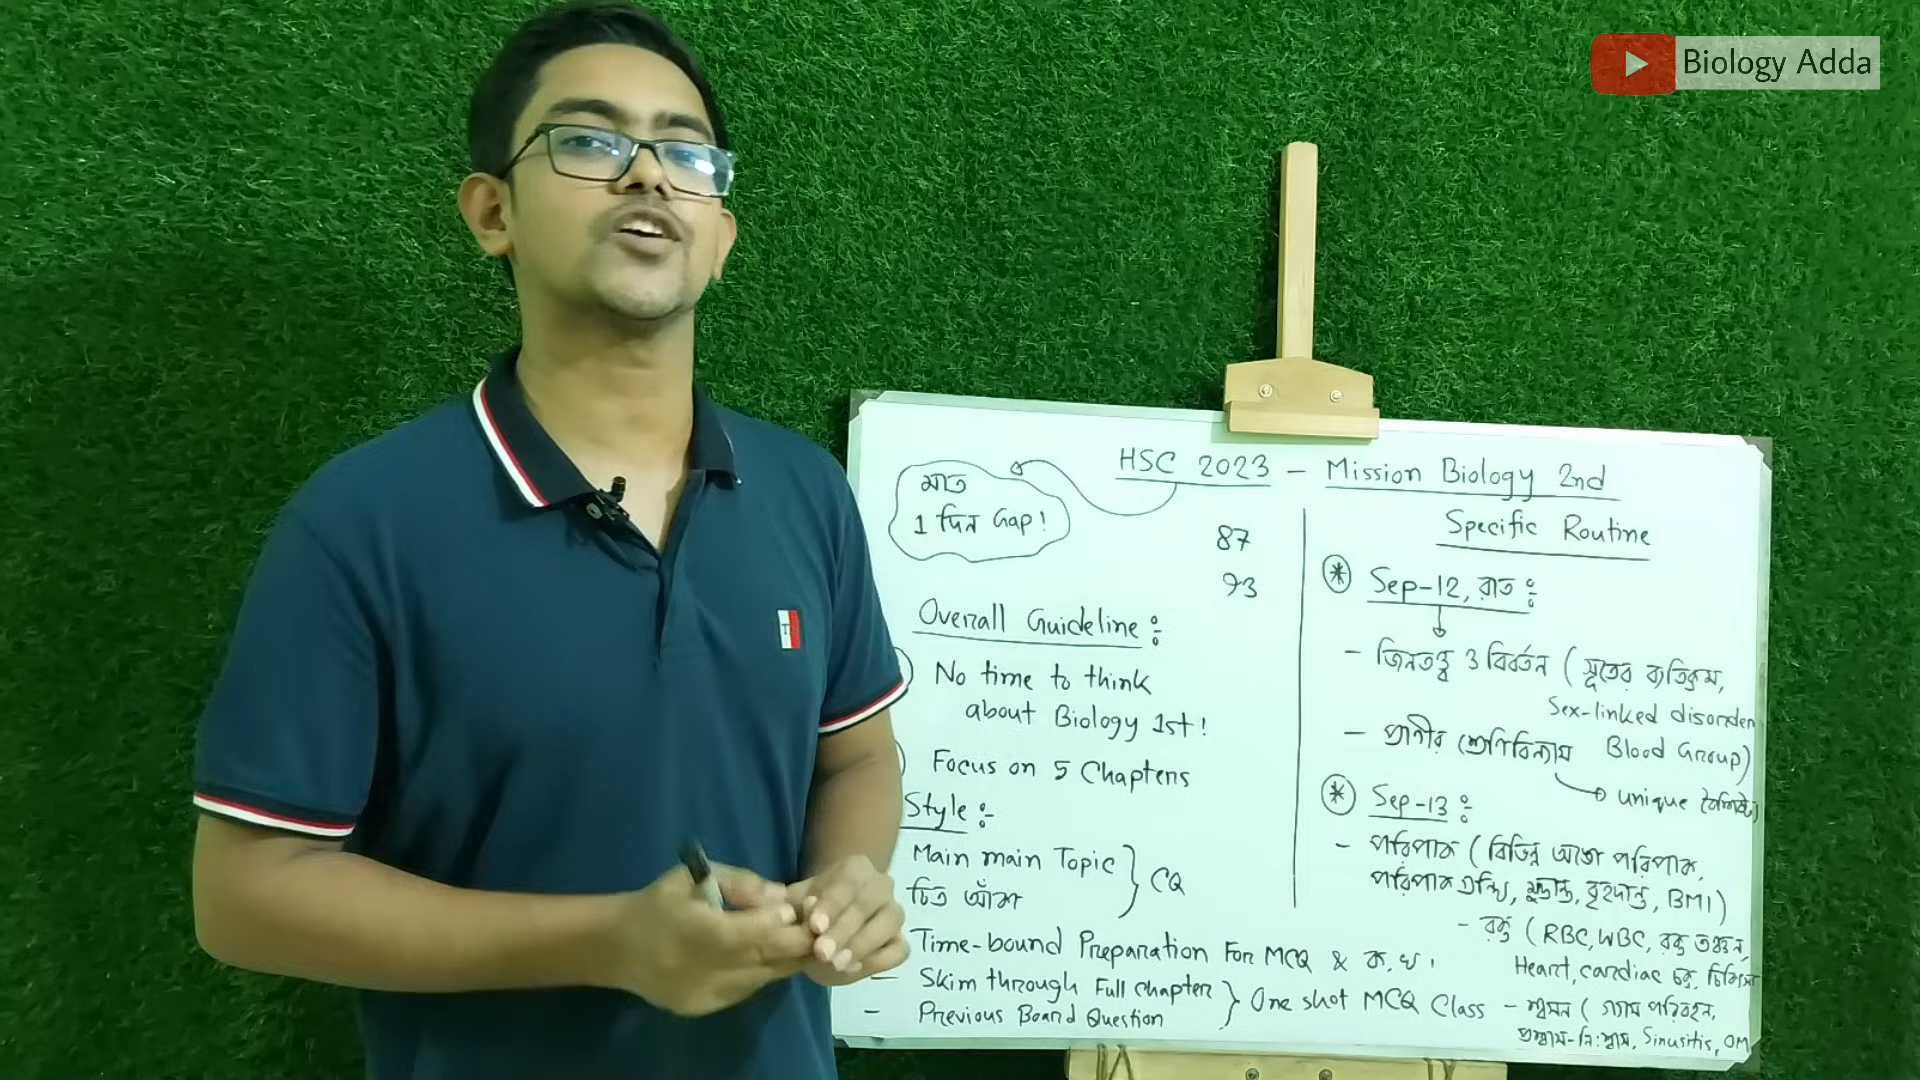 Biology Adda
HSC 2023 - Mission Biology 2nd
মাত্র
1 দিন Gap!
87
93
Overall Guideline :-
No time to think
about Biology 1st!
Focus on 5 Chapters
Style :-
Main main Topic } CQ
চিত্র আঁকা
Time-bound Preparation For MCQ & ক, খ।
- Skim through Full Chapter } One shot MCQ Class
- Previous Board Question
Specific Routine
* Sep-12, রাত :-
- জিনতত্ত্ব ও বিবর্তন (সূত্রের ব্যতিক্রম,
Sex-linked disorder
Blood Group)
- প্রাণীর শ্রেণিবিন্যাস
unique বৈশিষ্ট্য
* Sep-13 :-
- পরিপাক (বিভিন্ন অংশে পরিপাক,
পরিপাক গ্রন্থি, ক্ষুদ্রান্ত্র, বৃহদান্ত্র, BMI)
- রক্ত (RBC, WBC, রক্ত তঞ্চন,
Heart, cardiac চক্র, চিকিৎসা
- শ্বসন (গ্যাস পরিবহন,
প্রশ্বাস-নিঃশ্বাস, Sinusitis, OM
T